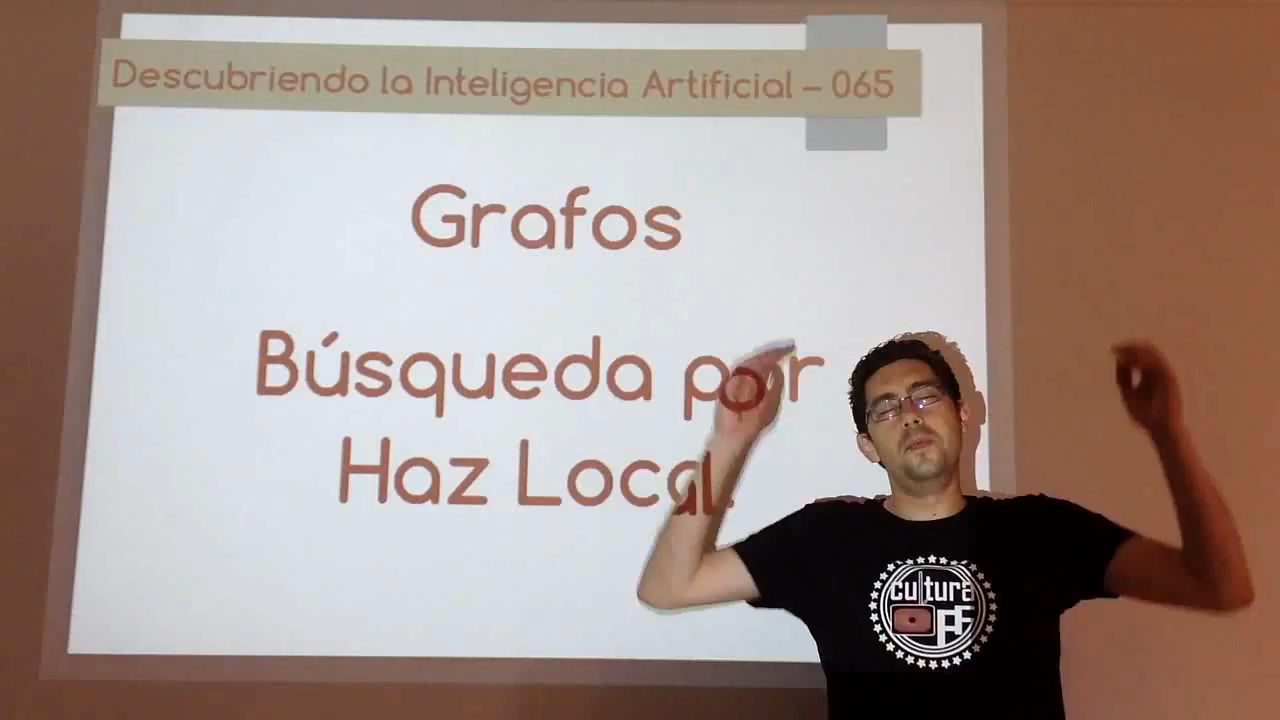 Descubriendo la Inteligencia Artificial – 065
Grafos
Búsqueda por
Haz Local
cultura